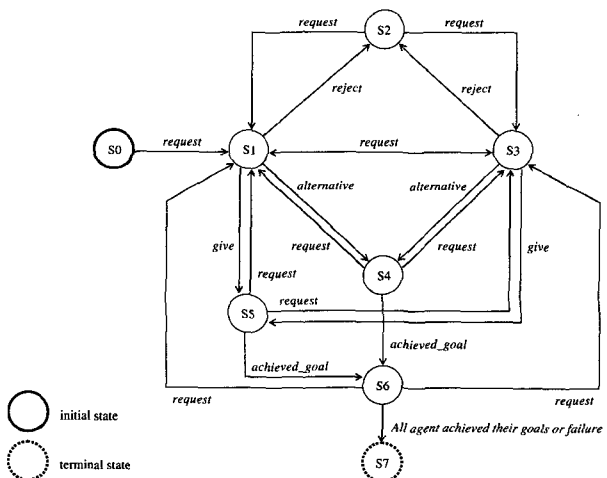 request
S2
request
request
reject
reject
S0
request
S1
request
S3
alternative
alternative
give
request
request
give
request
S4
S5
request
achieved_goal
achieved_goal
S6
request
request
initial state
All agent achieved their goals or failure
terminal state
S7